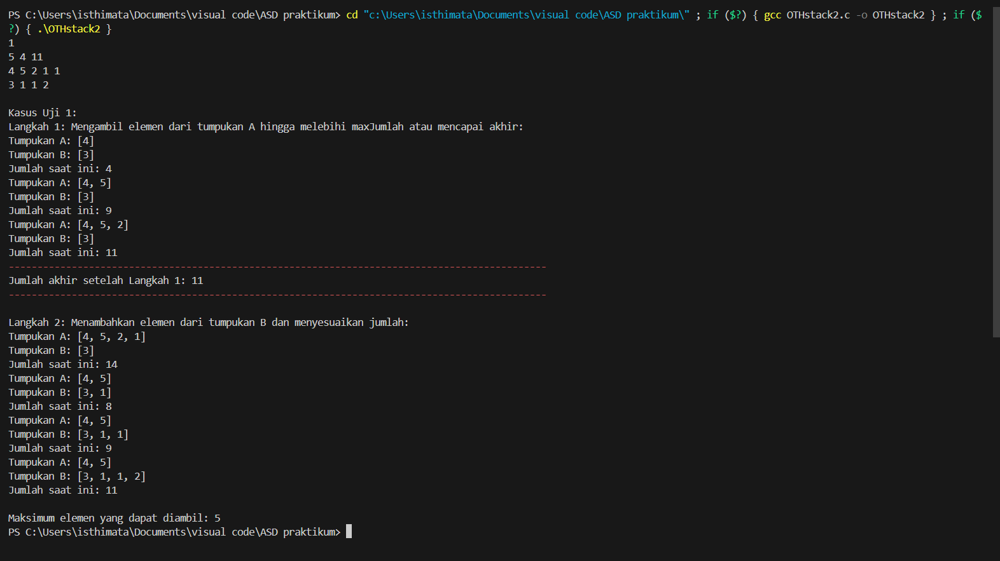 PS C:\Users\isthimata\Documents\visual code\ASD praktikum> cd "c:\Users\isthimata\Documents\visual code\ASD praktikum\" ; if ($?) { gcc OTHstack2.c -o OTHstack2 } ; if ($
?) { .\OTHstack2 }
1
5 4 11
4 5 2 1 1
3 1 1 2

Kasus Uji 1:
Langkah 1: Mengambil elemen dari tumpukan A hingga melebihi maxJumlah atau mencapai akhir:
Tumpukan A: [4]
Tumpukan B: [3]
Jumlah saat ini: 4
Tumpukan A: [4, 5]
Tumpukan B: [3]
Jumlah saat ini: 9
Tumpukan A: [4, 5, 2]
Tumpukan B: [3]
Jumlah saat ini: 11
----------------------------------------------------------------------------------------------
Jumlah akhir setelah Langkah 1: 11
----------------------------------------------------------------------------------------------

Langkah 2: Menambahkan elemen dari tumpukan B dan menyesuaikan jumlah:
Tumpukan A: [4, 5, 2, 1]
Tumpukan B: [3]
Jumlah saat ini: 14
Tumpukan A: [4, 5]
Tumpukan B: [3, 1]
Jumlah saat ini: 8
Tumpukan A: [4, 5]
Tumpukan B: [3, 1, 1]
Jumlah saat ini: 9
Tumpukan A: [4, 5]
Tumpukan B: [3, 1, 1, 2]
Jumlah saat ini: 11

Maksimum elemen yang dapat diambil: 5
PS C:\Users\isthimata\Documents\visual code\ASD praktikum>